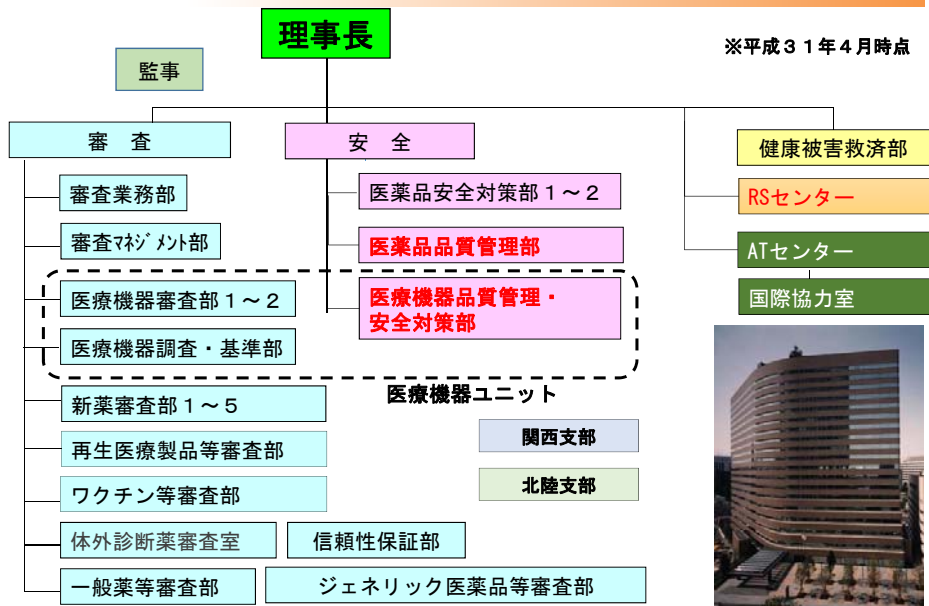 理事長
※平成３１年４月時点
監事
審　査
安　全
健康被害救済部
審査業務部
医薬品安全対策部１～２
RSセンター
審査ﾏﾈｼﾞﾒﾝﾄ部
医薬品品質管理部
ATセンター
医療機器審査部１～２
医療機器品質管理・
安全対策部
国際協力室
医療機器調査・基準部
医療機器ユニット
新薬審査部１～５
関西支部
再生医療製品等審査部
北陸支部
ワクチン等審査部
体外診断薬審査室
信頼性保証部
一般薬等審査部
ジェネリック医薬品等審査部